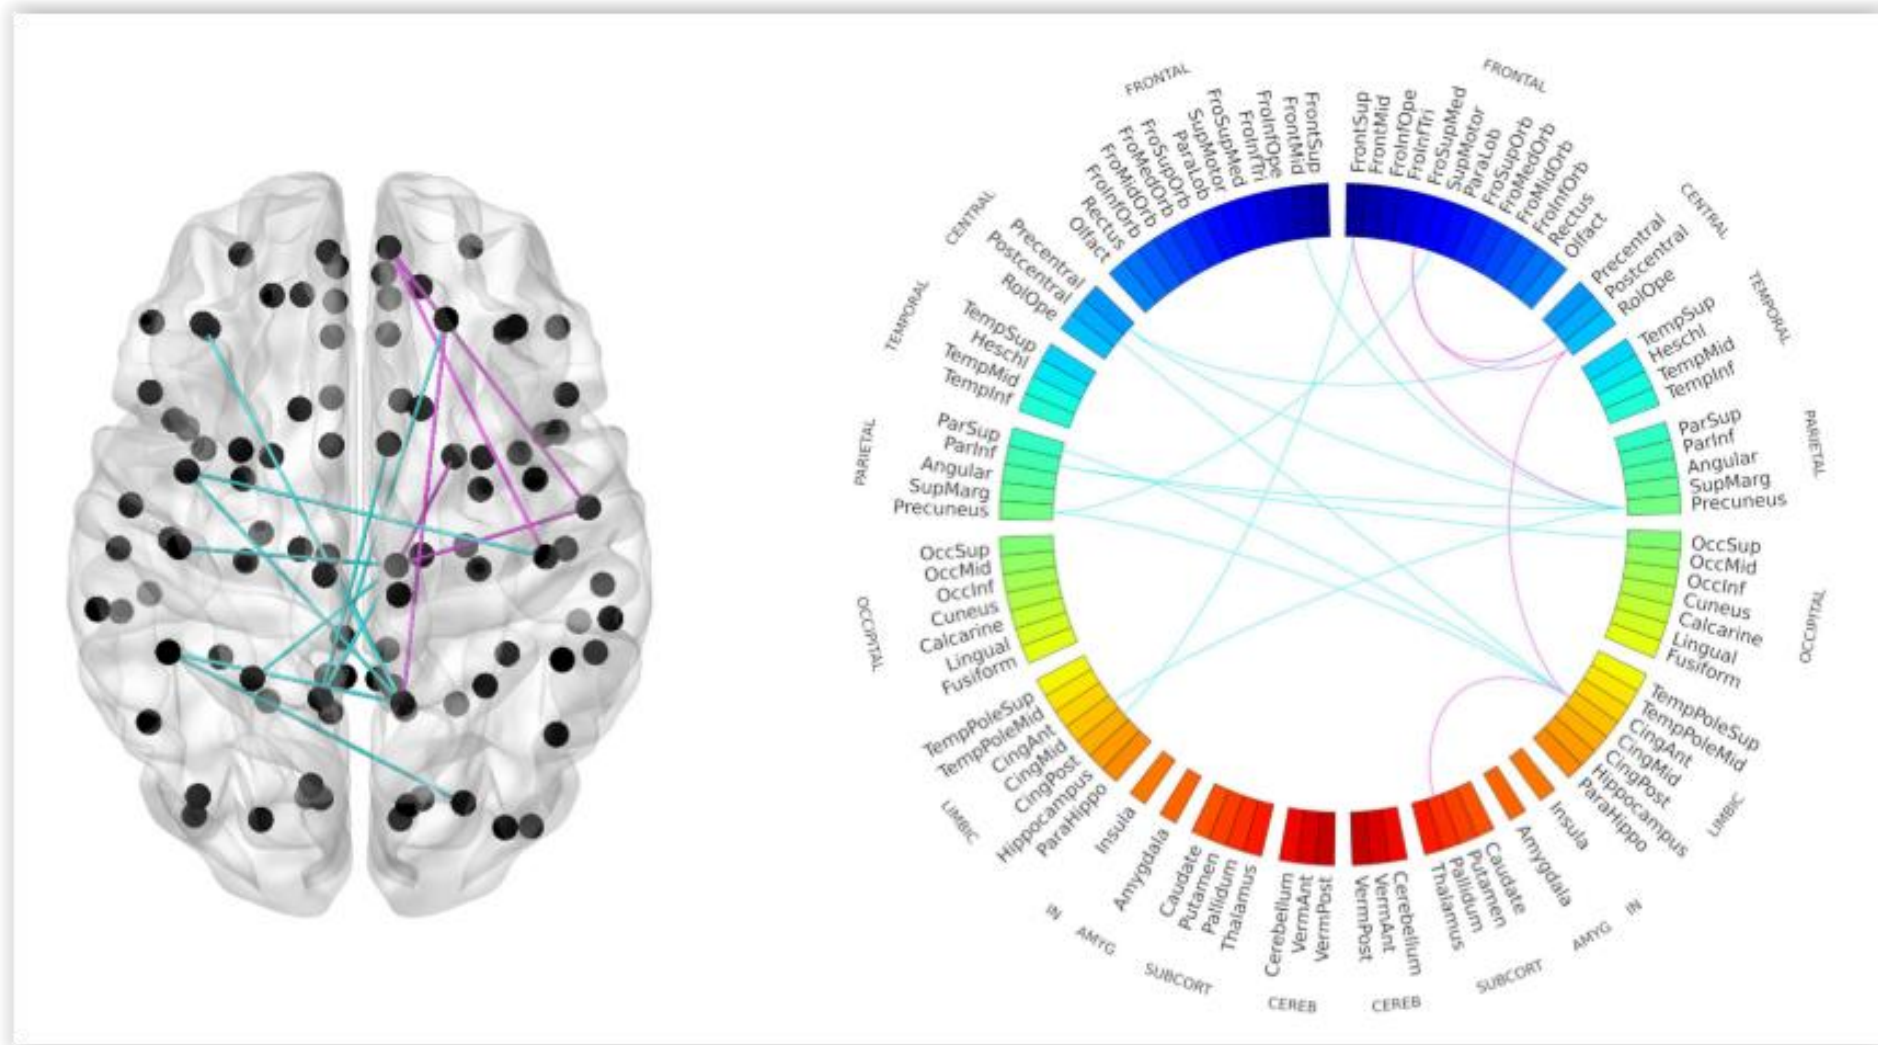 FRONTAL
FrontSup
FrontMid
FroInfOpe
FroInfTri
FroSupMed
SupMotor
ParaLob
FroSupOrb
FroMedOrb
FroMidOrb
FroInfOrb
Rectus
Olfact
CENTRAL
Precentral
Postcentral
RolOpe
TEMPORAL
TempSup
Heschl
TempMid
TempInf
PARIETAL
ParSup
ParInf
Angular
SupMarg
Precuneus
OCCIPITAL
OccSup
OccMid
OccInf
Cuneus
Calcarine
Lingual
Fusiform
LIMBIC
TempPoleSup
TempPoleMid
CingAnt
CingMid
CingPost
Hippocampus
ParaHippo
IN
Insula
AMYG
Amygdala
SUBCORT
Caudate
Putamen
Pallidum
Thalamus
CEREB
Cerebellum
VermAnt
VermPost
FRONTAL
FrontSup
FrontMid
FroInfOpe
FroInfTri
FroSupMed
SupMotor
ParaLob
FroSupOrb
FroMedOrb
FroMidOrb
FroInfOrb
Rectus
Olfact
CENTRAL
Precentral
Postcentral
RolOpe
TEMPORAL
TempSup
Heschl
TempMid
TempInf
PARIETAL
ParSup
ParInf
Angular
SupMarg
Precuneus
OCCIPITAL
OccSup
OccMid
OccInf
Cuneus
Calcarine
Lingual
Fusiform
LIMBIC
TempPoleSup
TempPoleMid
CingAnt
CingMid
CingPost
Hippocampus
ParaHippo
IN
Insula
AMYG
Amygdala
SUBCORT
Caudate
Putamen
Pallidum
Thalamus
CEREB
Cerebellum
VermAnt
VermPost